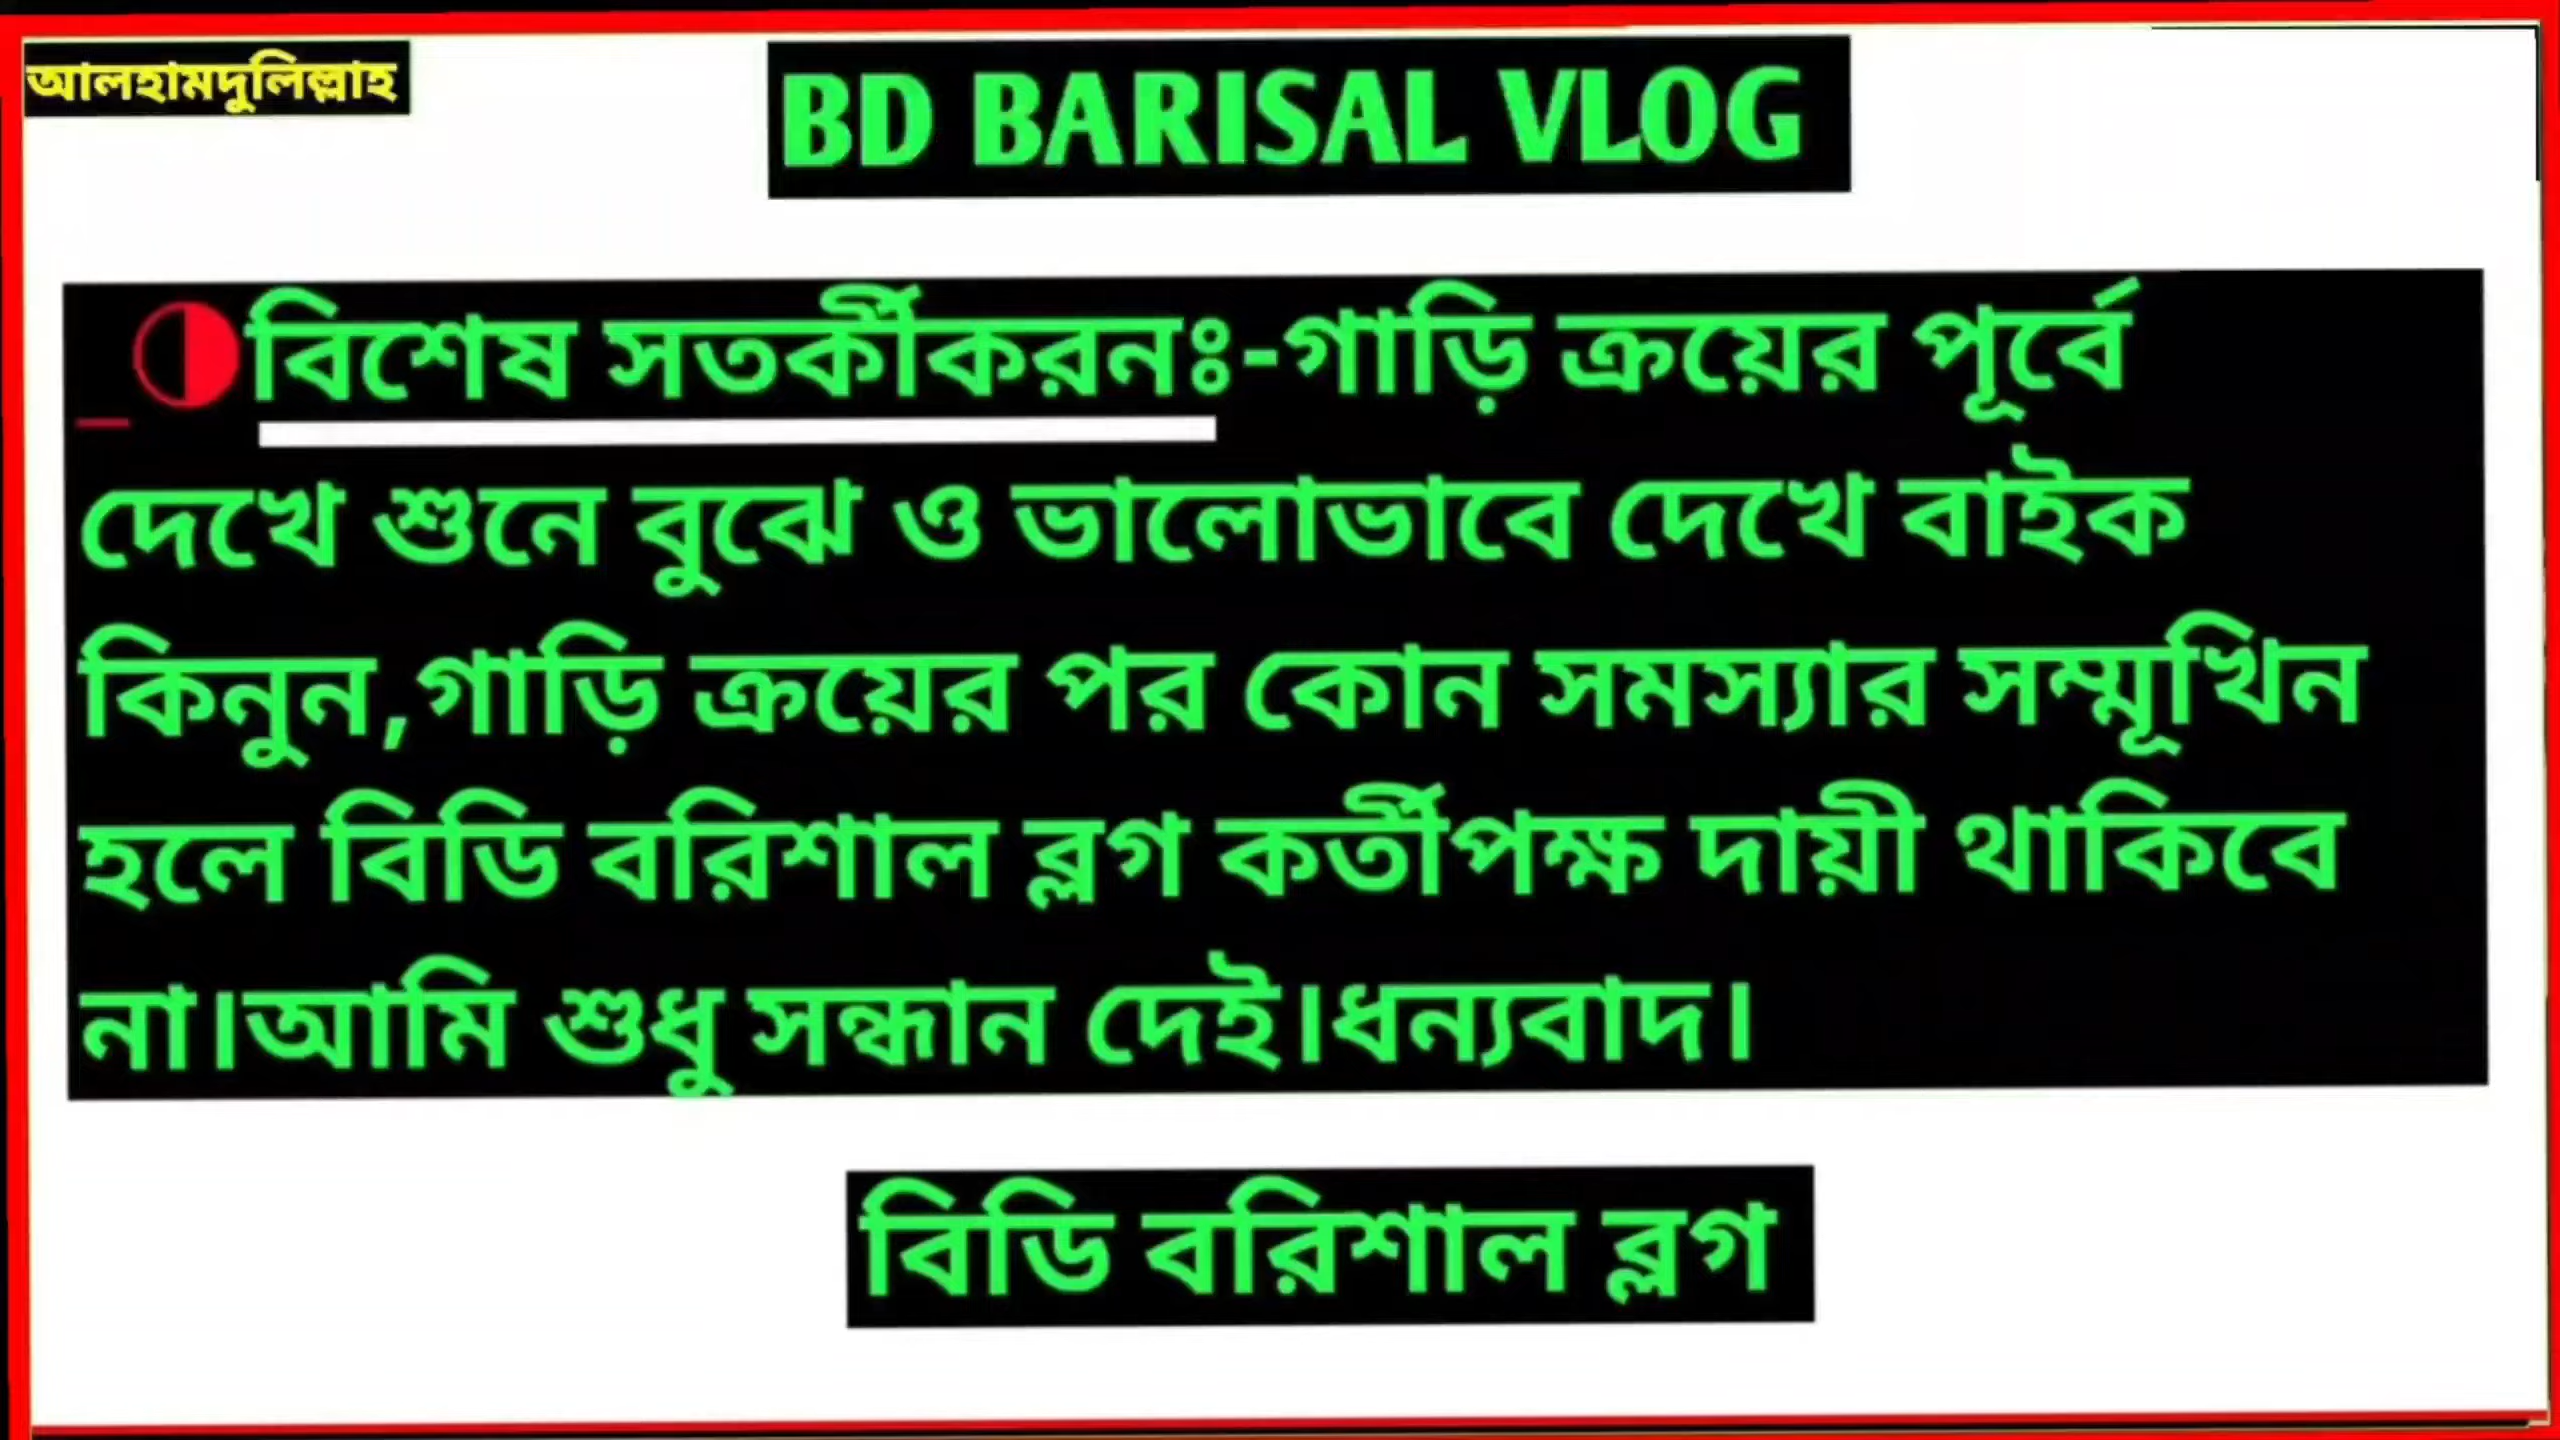 আলহামদুলিল্লাহ
BD BARISAL VLOG
_◑বিশেষ সতর্কীকরনঃ-গাড়ি ক্রয়ের পূর্বে
দেখে শুনে বুঝে ও ভালোভাবে দেখে বাইক
কিনুন,গাড়ি ক্রয়ের পর কোন সমস্যার সম্মূখিন
হলে বিডি বরিশাল ব্লগ কর্তীপক্ষ দায়ী থাকিবে
না।আমি শুধু সন্ধান দেই।ধন্যবাদ।
বিডি বরিশাল ব্লগ